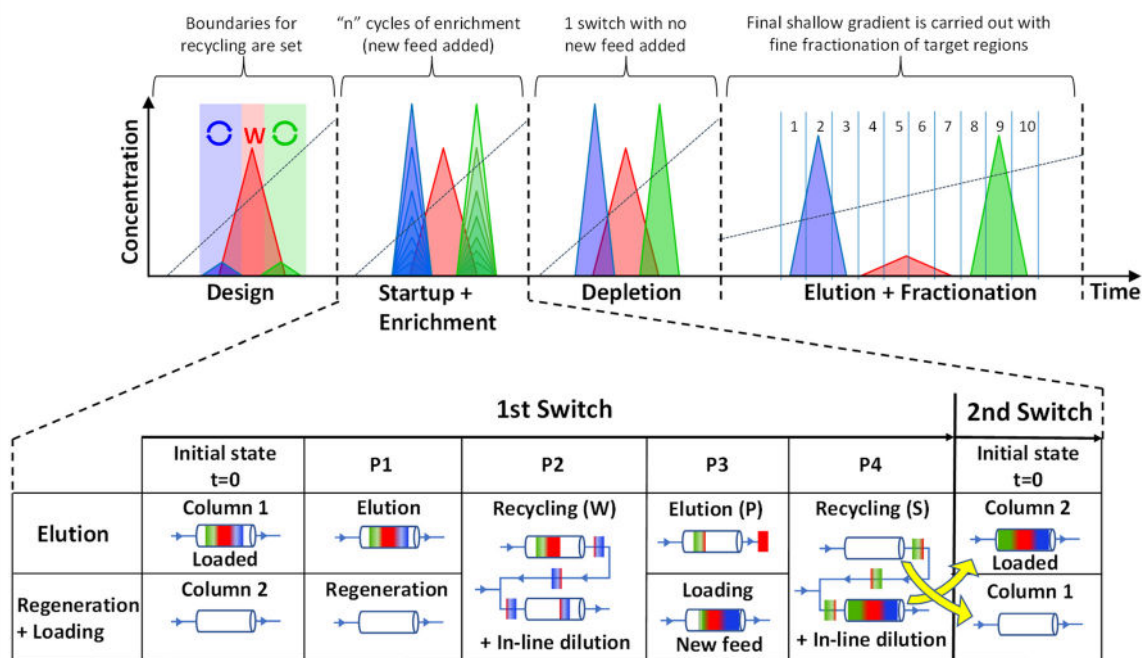 Boundaries for
recycling are set
"n" cycles of enrichment
(new feed added)
1 switch with no
new feed added
Final shallow gradient is carried out with
fine fractionation of target regions
Concentration
W
1 2 3 4 5 6 7 8 9 10
Design
Startup +
Enrichment
Depletion
Elution + Fractionation
Time
1st Switch
2nd Switch
Initial state
t=0
P1
P2
P3
P4
Initial state
t=0
Elution
Column 1
Loaded
Elution
Recycling (W)
Elution (P)
Recycling (S)
Column 2
Loaded
Regeneration
+ Loading
Column 2
Regeneration
+ In-line dilution
Loading
New feed
+ In-line dilution
Column 1